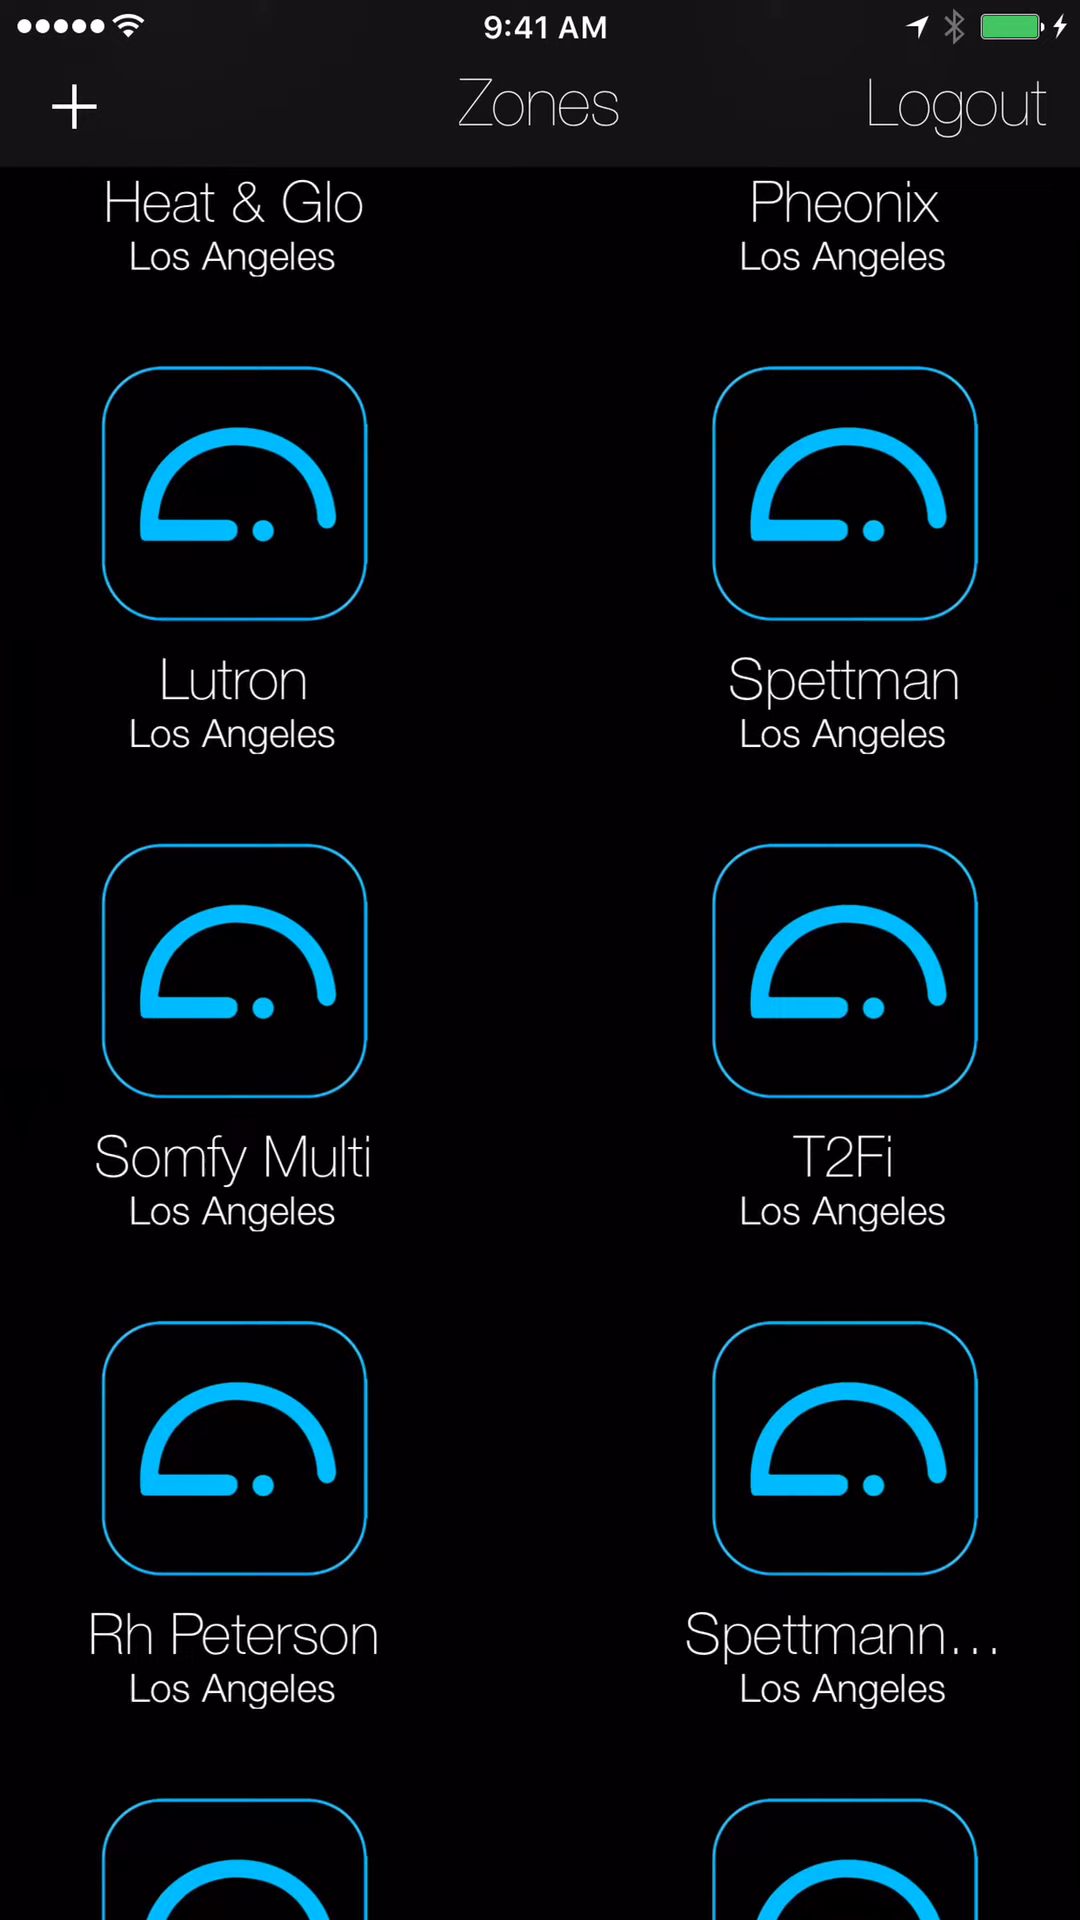 9:41 AM
Zones
Logout
Heat & Glo
Los Angeles
Pheonix
Los Angeles
Lutron
Los Angeles
Spettman
Los Angeles
Somfy Multi
Los Angeles
T2Fi
Los Angeles
Rh Peterson
Los Angeles
Spettmann...
Los Angeles